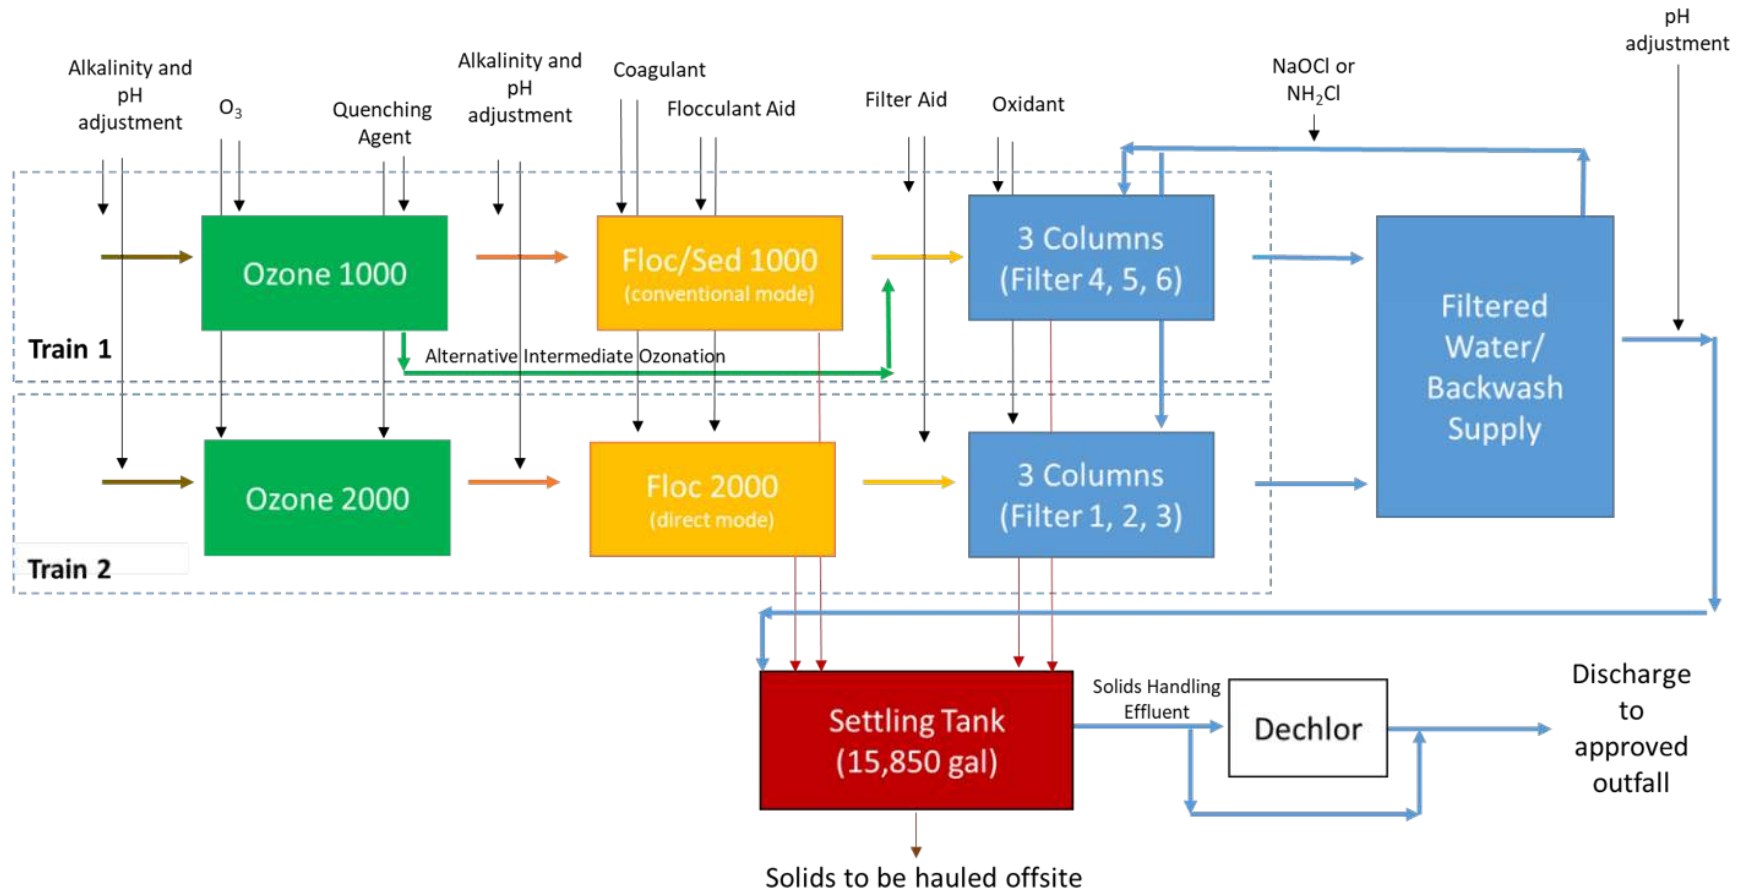 pH
adjustment
Alkalinity and
pH
adjustment
O₃
Quenching
Agent
Alkalinity and
pH
adjustment
Coagulant
Flocculant Aid
Filter Aid
Oxidant
NaOCl or
NH₂Cl
Ozone 1000
Floc/Sed 1000
(conventional mode)
3 Columns
(Filter 4, 5, 6)
Filtered
Water/
Backwash
Supply
Train 1
Alternative Intermediate Ozonation
Ozone 2000
Floc 2000
(direct mode)
3 Columns
(Filter 1, 2, 3)
Train 2
Settling Tank
(15,850 gal)
Solids Handling
Effluent
Dechlor
Discharge
to
approved
outfall
Solids to be hauled offsite